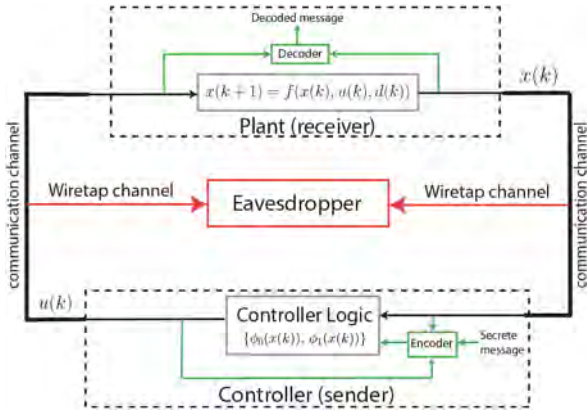 Decoded message
Decoder
x(k+1) = f(x(k), u(k), d(k))
x(k)
Plant (receiver)
communication channel
Wiretap channel
Eavesdropper
Wiretap channel
communication channel
u(k)
Controller Logic
{ϕ₀(x(k)), ϕ₁(x(k))}
Encoder
Secrete
message
Controller (sender)